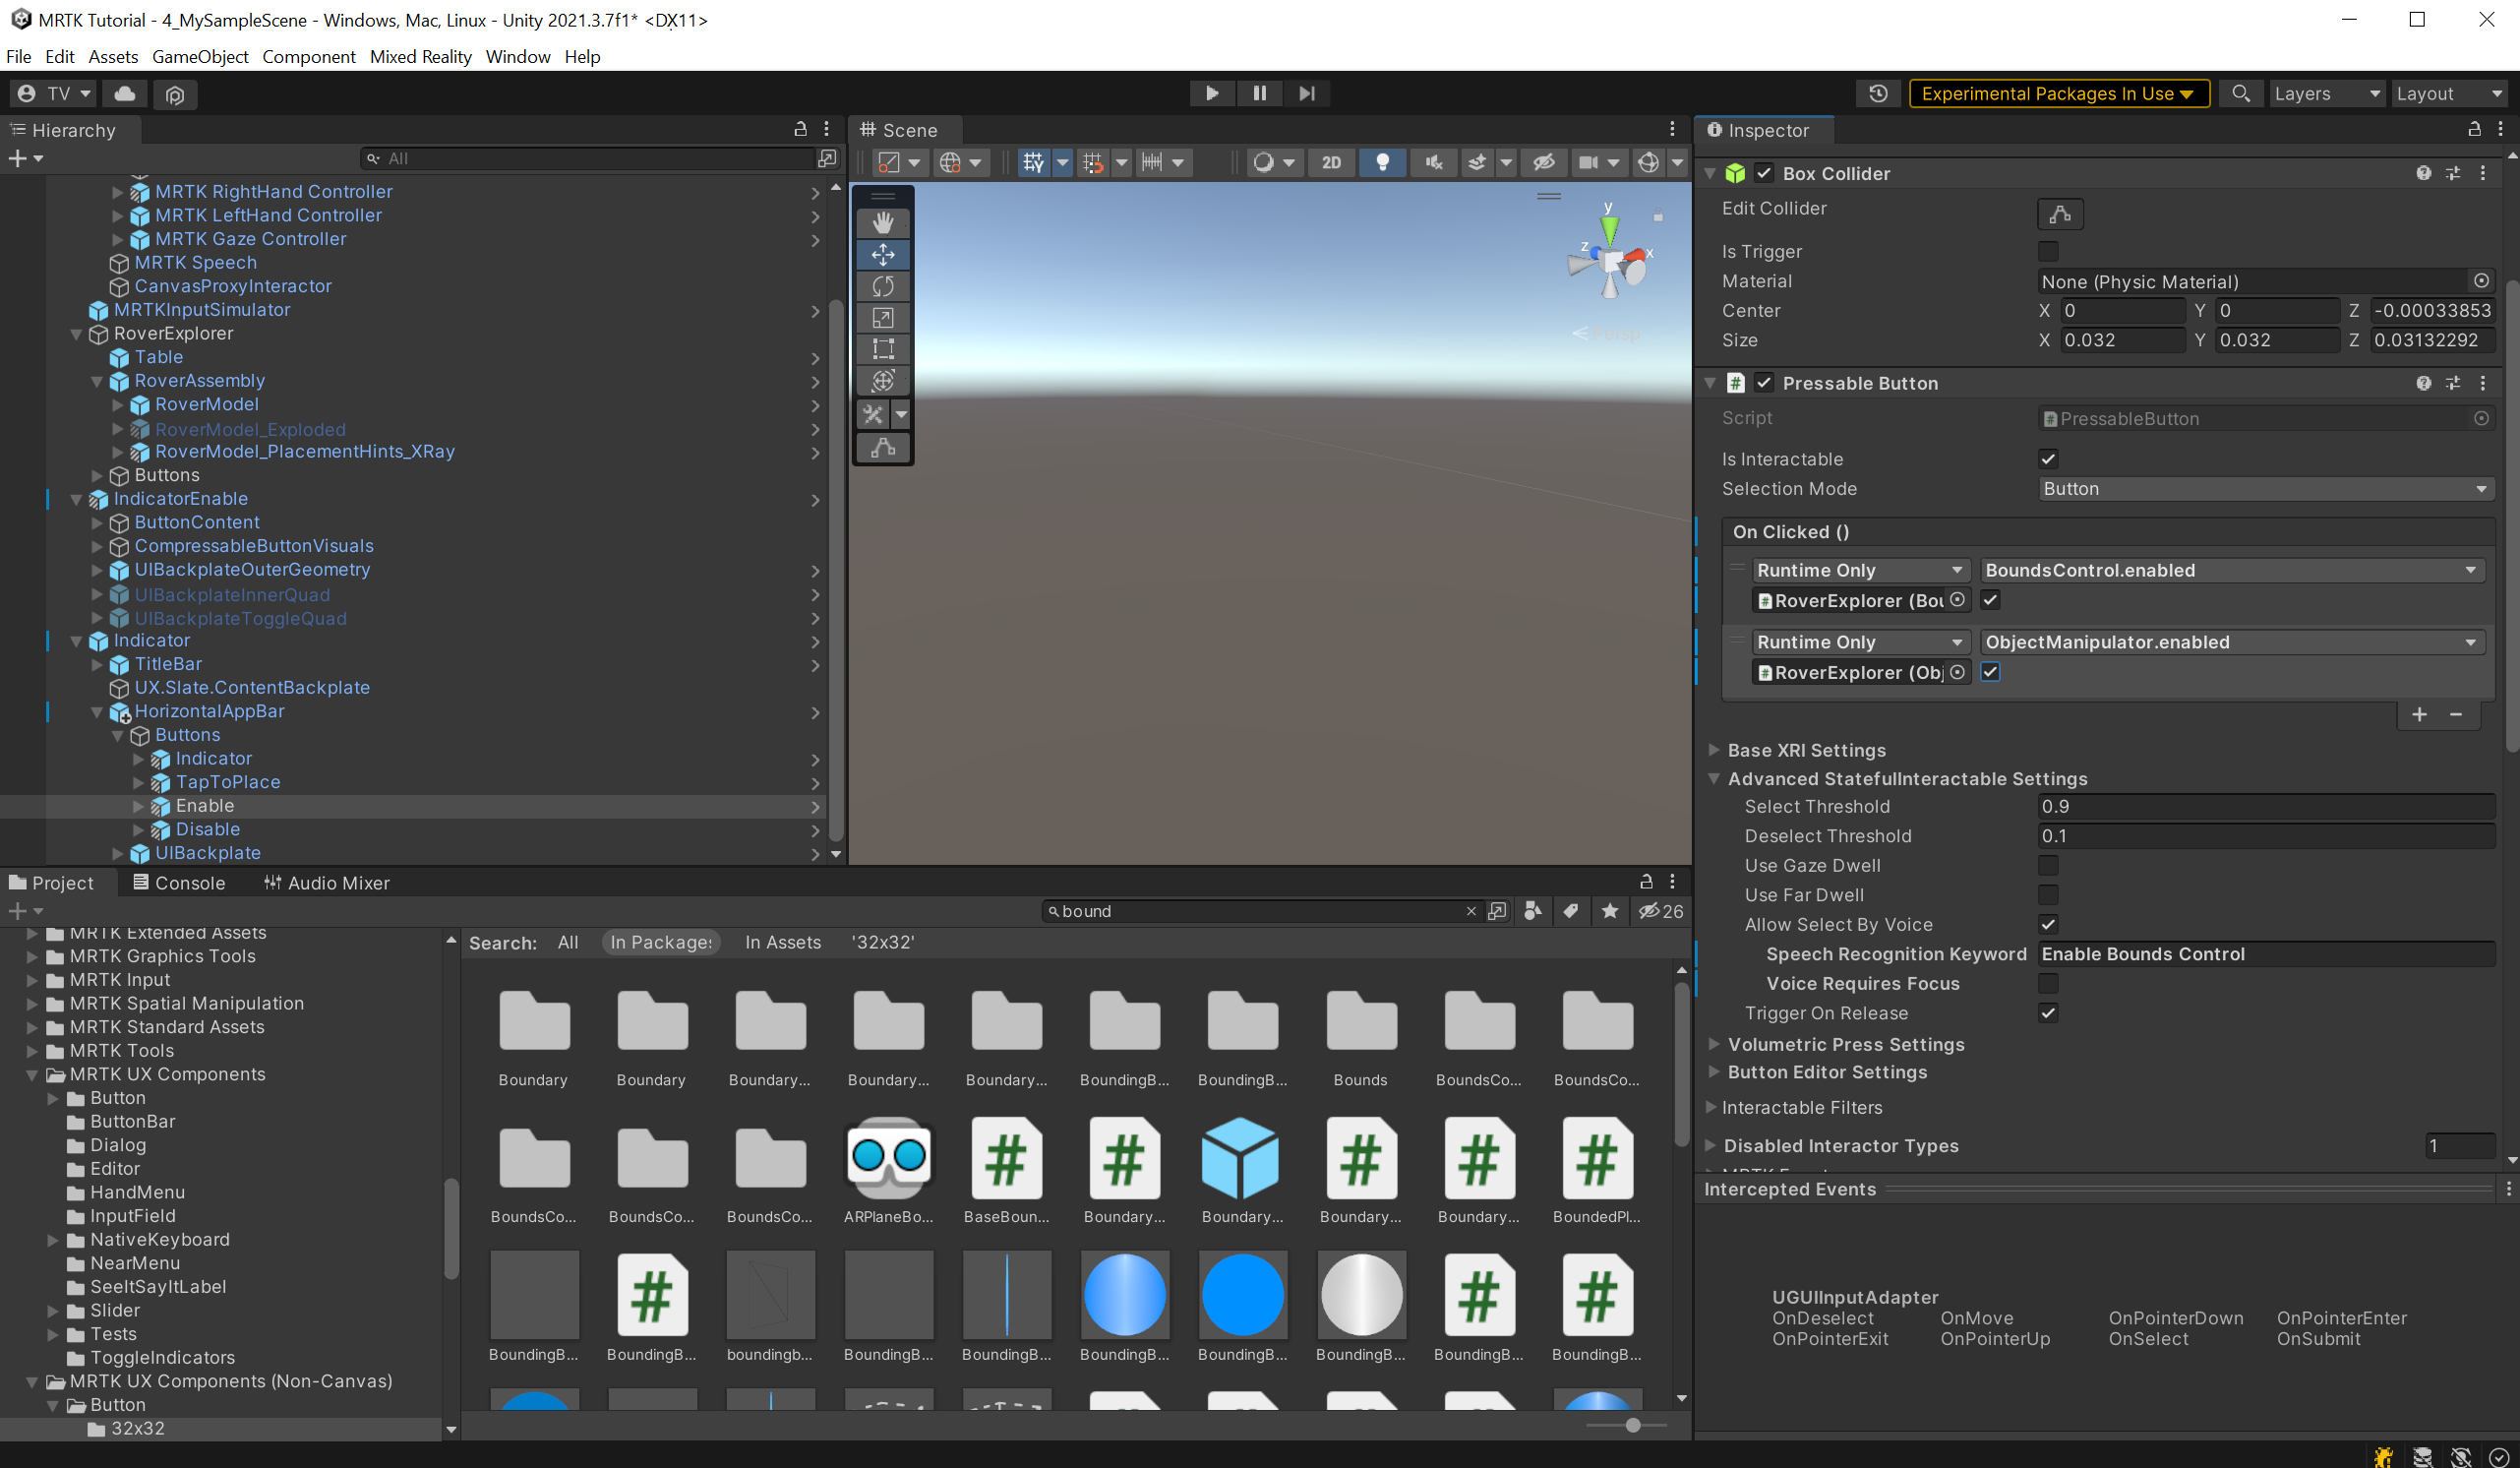 MRTK Tutorial - 4_MySampleScene - Windows, Mac, Linux - Unity 2021.3.7f1* <DX11>
File Edit Assets GameObject Component Mixed Reality Window Help
TV
Experimental Packages In Use
Layers
Layout
Hierarchy
All
MRTK RightHand Controller
MRTK LeftHand Controller
MRTK Gaze Controller
MRTK Speech
CanvasProxyInteractor
MRTKInputSimulator
RoverExplorer
Table
RoverAssembly
RoverModel
RoverModel_Exploded
RoverModel_PlacementHints_XRay
Buttons
IndicatorEnable
ButtonContent
CompressableButtonVisuals
UIBackplateOuterGeometry
UIBackplateInnerQuad
UIBackplateToggleQuad
Indicator
TitleBar
UX.Slate.ContentBackplate
HorizontalAppBar
Buttons
Indicator
TapToPlace
Enable
Disable
UIBackplate
Scene
2D
y
z
x
Persp
Inspector
Box Collider
Edit Collider
Is Trigger
Material None (Physic Material)
Center X 0 Y 0 Z -0.00033853
Size X 0.032 Y 0.032 Z 0.03132292
Pressable Button
Script PressableButton
Is Interactable
Selection Mode Button
On Clicked ()
Runtime Only BoundsControl.enabled
RoverExplorer (Bou
Runtime Only ObjectManipulator.enabled
RoverExplorer (Obj
+ −
Base XRI Settings
Advanced StatefulInteractable Settings
Select Threshold 0.9
Deselect Threshold 0.1
Use Gaze Dwell
Use Far Dwell
Allow Select By Voice
Speech Recognition Keyword Enable Bounds Control
Voice Requires Focus
Trigger On Release
Volumetric Press Settings
Button Editor Settings
Interactable Filters
Disabled Interactor Types 1
Intercepted Events
UGUIInputAdapter
OnDeselect OnMove OnPointerDown OnPointerEnter
OnPointerExit OnPointerUp OnSelect OnSubmit
Project Console Audio Mixer
bound
26
MRTK Extended Assets
MRTK Graphics Tools
MRTK Input
MRTK Spatial Manipulation
MRTK Standard Assets
MRTK Tools
MRTK UX Components
Button
ButtonBar
Dialog
Editor
HandMenu
InputField
NativeKeyboard
NearMenu
SeeItSayItLabel
Slider
Tests
ToggleIndicators
MRTK UX Components (Non-Canvas)
Button
32x32
Search: All In Packages In Assets '32x32'
Boundary Boundary Boundary... Boundary... Boundary... BoundingB... BoundingB... Bounds BoundsCo... BoundsCo...
BoundsCo... BoundsCo... BoundsCo... ARPlaneBo... BaseBoun... Boundary... Boundary... Boundary... Boundary... BoundedPl...
BoundingB... BoundingB... boundingb... BoundingB... BoundingB... BoundingB... BoundingB... BoundingB... BoundingB... BoundingB...